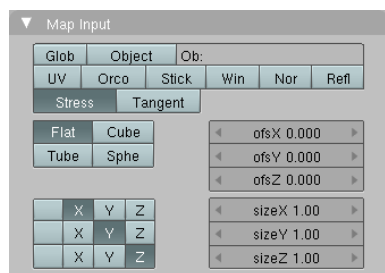 Map Input
Glob Object Ob:
UV Orco Stick Win Nor Refl
Stress Tangent
Flat Cube ofsX 0.000
Tube Sphe ofsY 0.000
ofsZ 0.000
X Y Z sizeX 1.00
X Y Z sizeY 1.00
X Y Z sizeZ 1.00